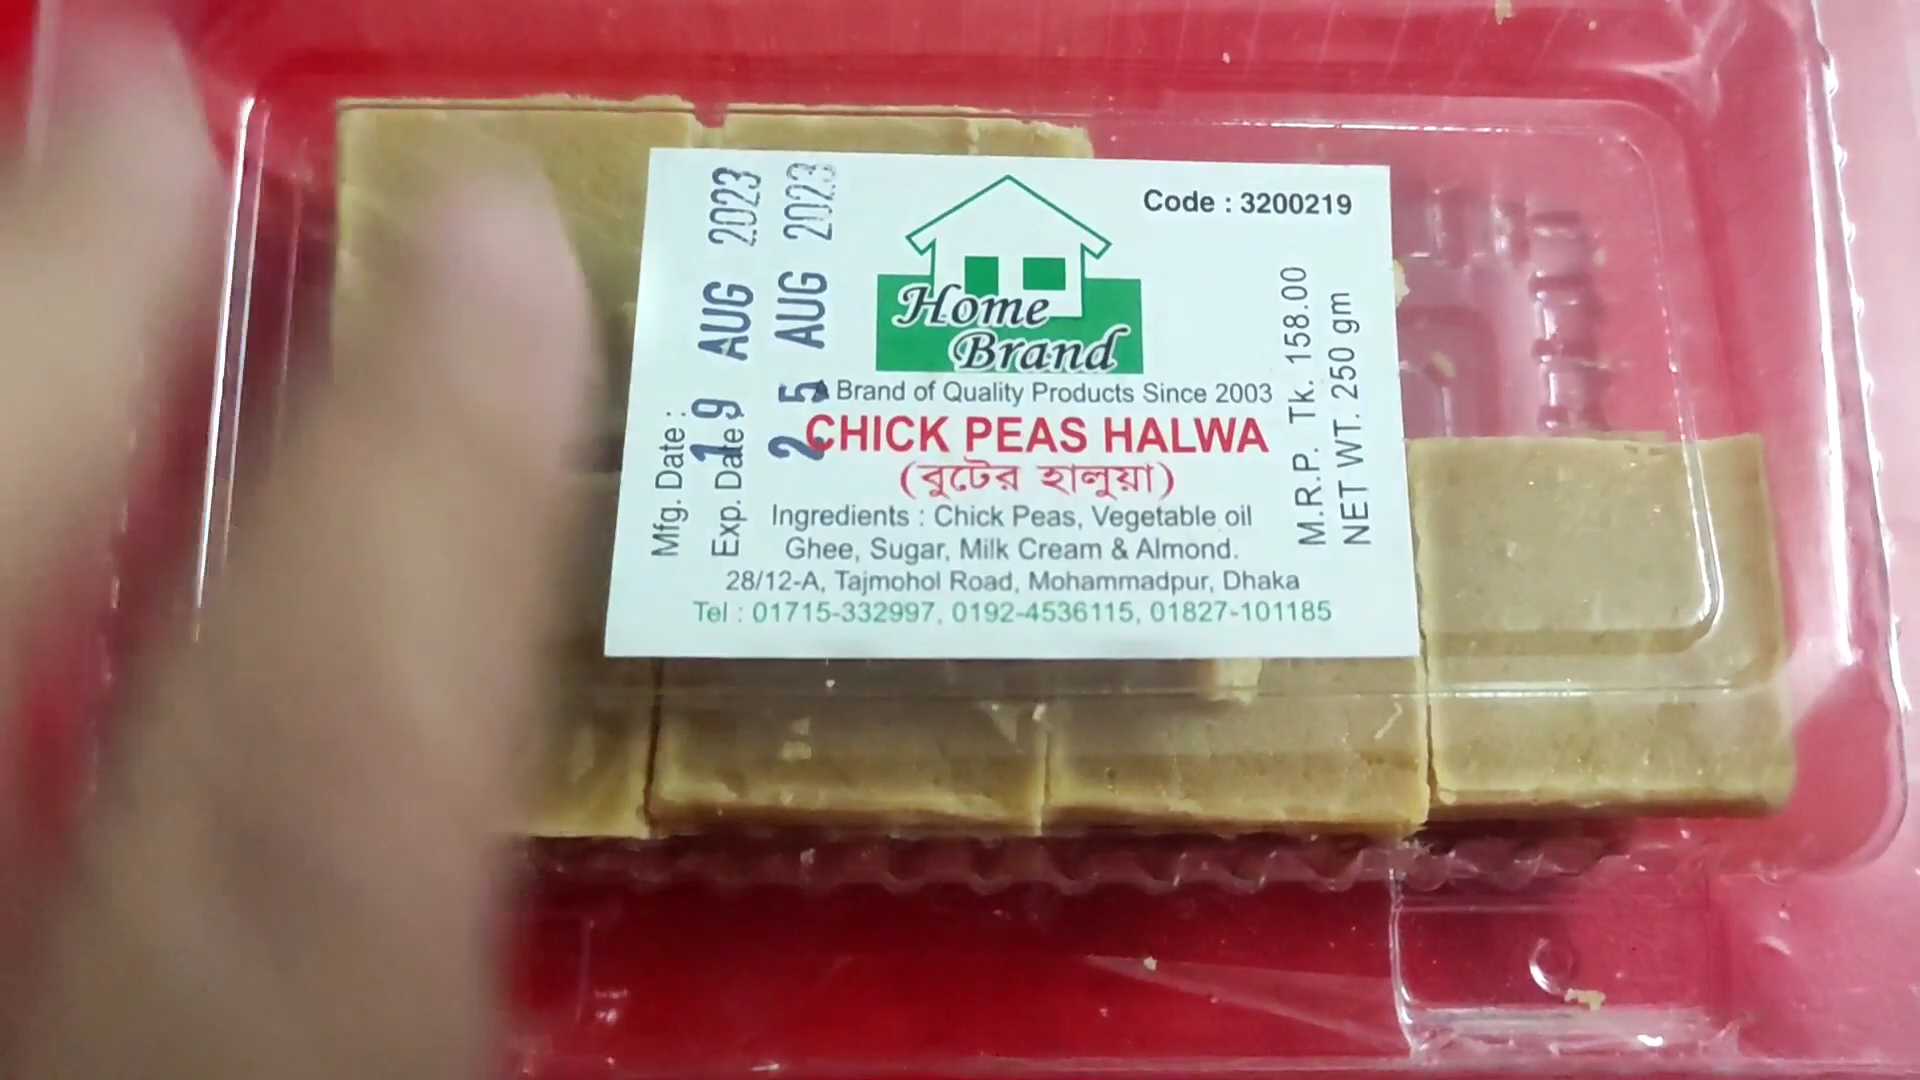 Code : 3200219
Home
Brand
A Brand of Quality Products Since 2003
CHICK PEAS HALWA
(বুটের হালুয়া)
Ingredients : Chick Peas, Vegetable oil
Ghee, Sugar, Milk Cream & Almond.
28/12-A, Tajmohol Road, Mohammadpur, Dhaka
Tel : 01715-332997, 0192-4536115, 01827-101185
Mfg. Date :
19 AUG 2023
Exp. Date :
25 AUG 2023
M.R.P. Tk. 158.00
NET WT. 250 gm